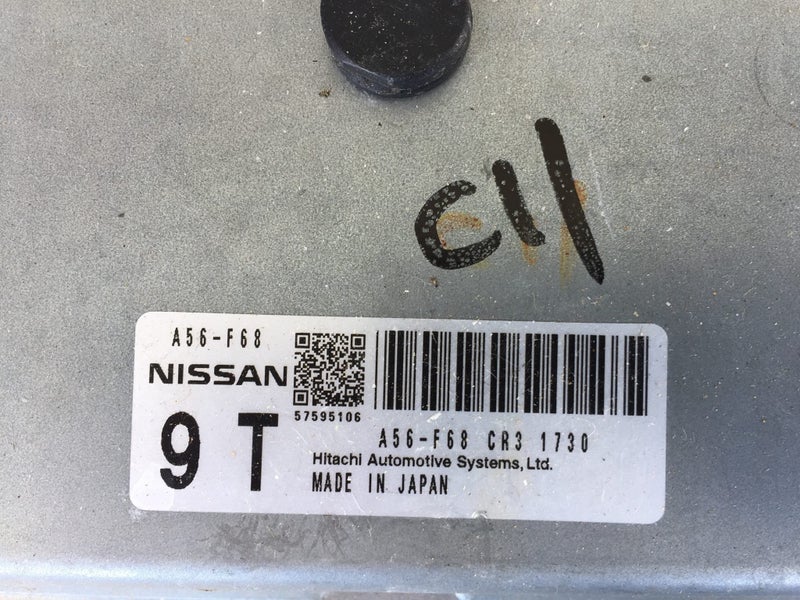 C11
A56-F68
NISSAN
57595106
9 T
A56-F68 CR3 1730
Hitachi Automotive Systems, Ltd.
MADE IN JAPAN